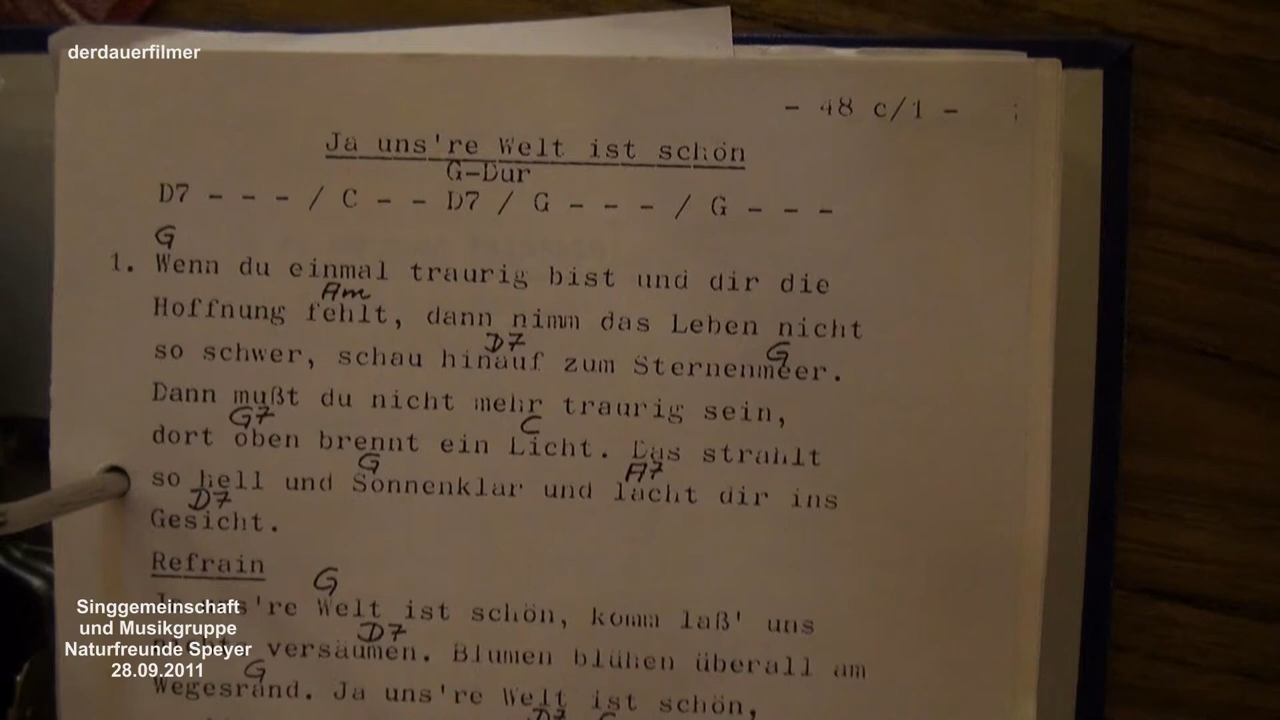 derdauerfilmer
- 48 c/1 -
Ja uns're Welt ist schön
G-Dur
D7 - - - / C - - D7 / G - - - / G - - -
G
1. Wenn du einmal traurig bist und dir die
Am
Hoffnung fehlt, dann nimm das Leben nicht
D7 G
so schwer, schau hinauf zum Sternenmeer.
Dann mußt du nicht mehr traurig sein,
G7 C
dort oben brennt ein Licht. Das strahlt
G A7
so hell und Sonnenklar und lacht dir ins
D7
Gesicht.
Refrain
G
Ja uns're Welt ist schön, komm laß' uns
D7
versäumen. Blumen blühen überall am
G
Wegesrand. Ja uns're Welt ist schön,
D7 G
Singgemeinschaft
und Musikgruppe
Naturfreunde Speyer
28.09.2011